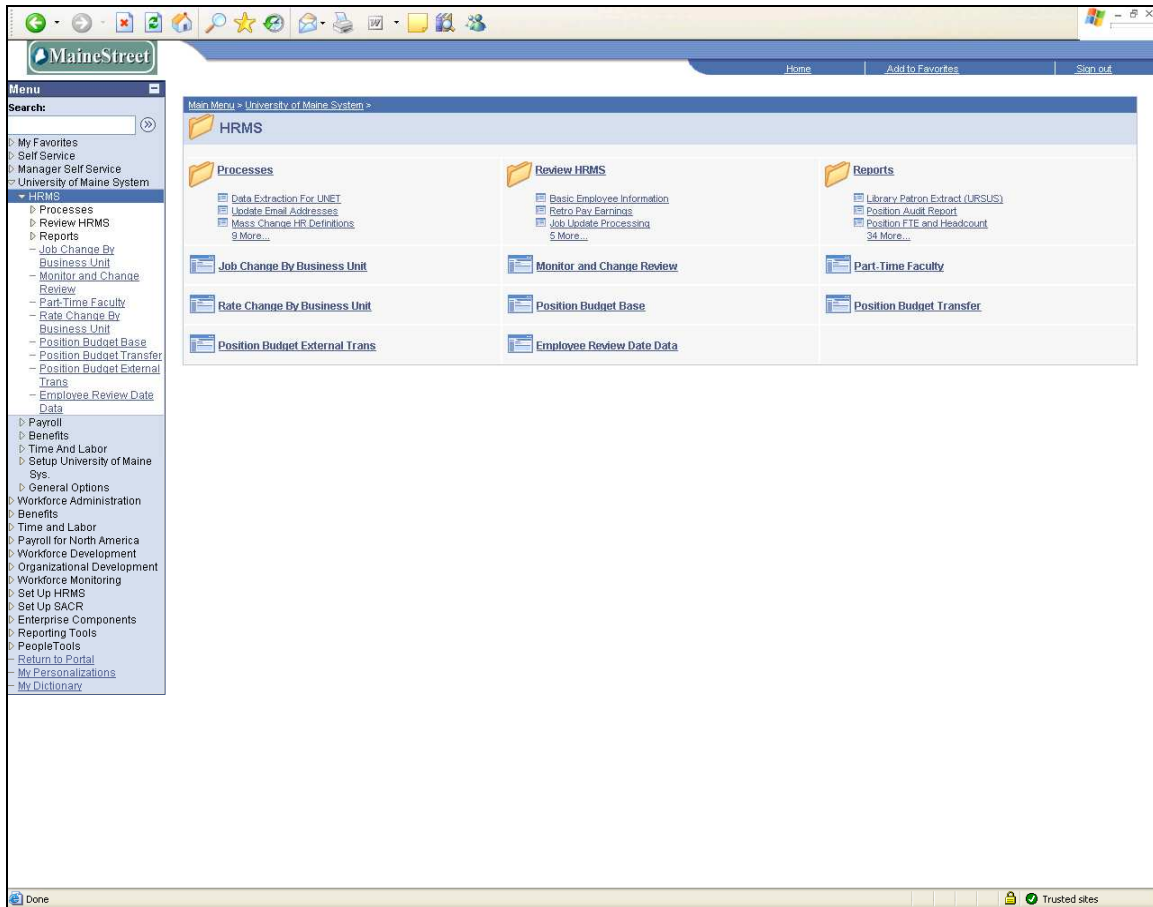 MaineStreet
Home
Add to Favorites
Sign out
Menu
Search:
My Favorites
Self Service
Manager Self Service
University of Maine System
HRMS
Processes
Review HRMS
Reports
Job Change By
Business Unit
Monitor and Change
Review
Part-Time Faculty
Rate Change By
Business Unit
Position Budget Base
Position Budget Transfer
Position Budget External
Trans
Employee Review Date
Data
Payroll
Benefits
Time And Labor
Setup University of Maine
Sys.
General Options
Workforce Administration
Benefits
Time and Labor
Payroll for North America
Workforce Development
Organizational Development
Workforce Monitoring
Set Up HRMS
Set Up SACR
Enterprise Components
Reporting Tools
PeopleTools
Return to Portal
My Personalizations
My Dictionary
Main Menu > University of Maine System >
HRMS
Processes
Data Extraction For UNET
Update Email Addresses
Mass Change HR Definitions
9 More...
Review HRMS
Basic Employee Information
Retro Pay Earnings
Job Update Processing
5 More...
Reports
Library Patron Extract (URSUS)
Position Audit Report
Position FTE and Headcount
34 More...
Job Change By Business Unit
Monitor and Change Review
Part-Time Faculty
Rate Change By Business Unit
Position Budget Base
Position Budget Transfer
Position Budget External Trans
Employee Review Date Data
Done
Trusted sites